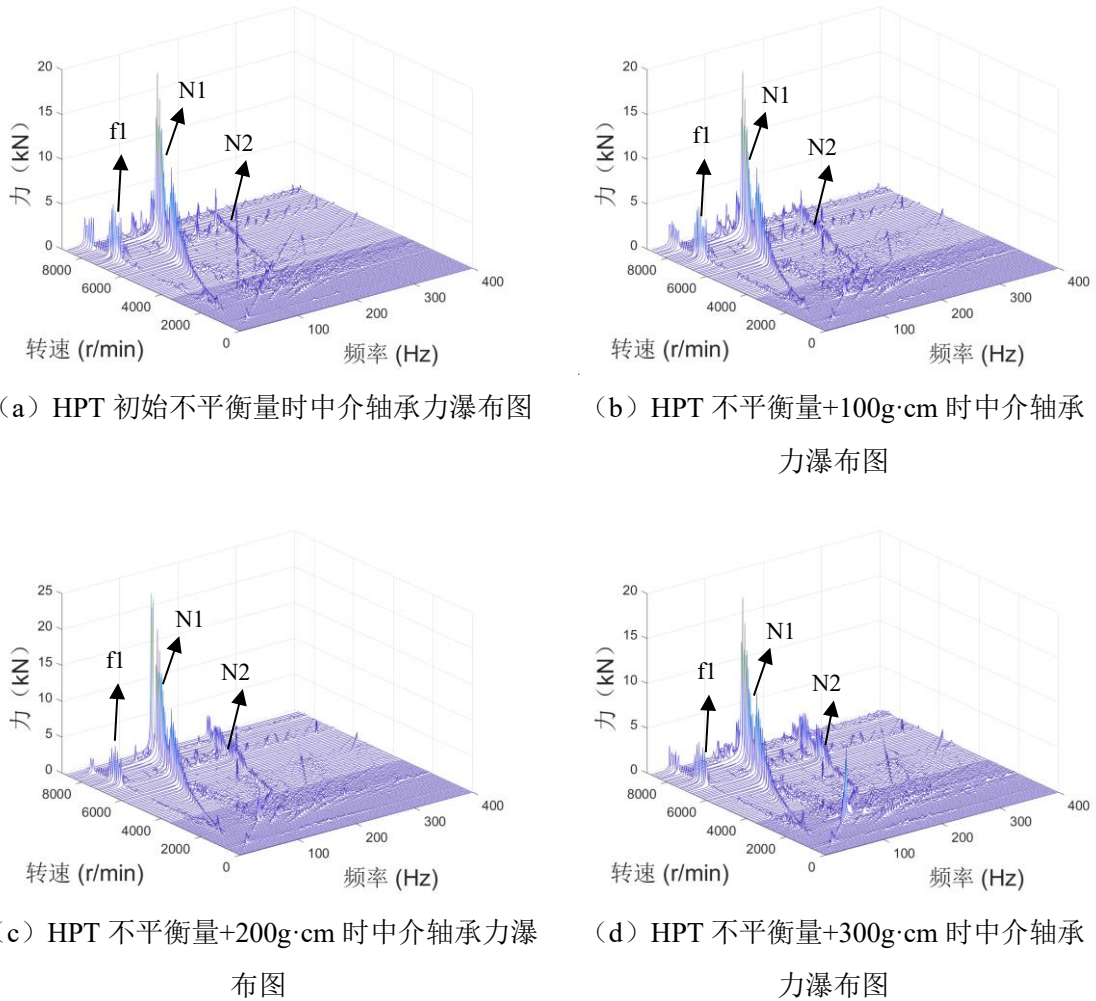 20
15
10
5
0
力（kN）
f1
N1
N2
8000
6000
4000
2000
0
转速 (r/min)
100
200
300
400
频率 (Hz)
（a）HPT 初始不平衡量时中介轴承力瀑布图
20
15
10
5
0
力（kN）
f1
N1
N2
8000
6000
4000
2000
0
转速 (r/min)
100
200
300
400
频率 (Hz)
（b）HPT 不平衡量+100g·cm 时中介轴承
力瀑布图
25
20
15
10
5
0
力（kN）
f1
N1
N2
8000
6000
4000
2000
0
转速 (r/min)
100
200
300
400
频率 (Hz)
（c）HPT 不平衡量+200g·cm 时中介轴承力瀑
布图
20
15
10
5
0
力（kN）
f1
N1
N2
8000
6000
4000
2000
0
转速 (r/min)
100
200
300
400
频率 (Hz)
（d）HPT 不平衡量+300g·cm 时中介轴承
力瀑布图